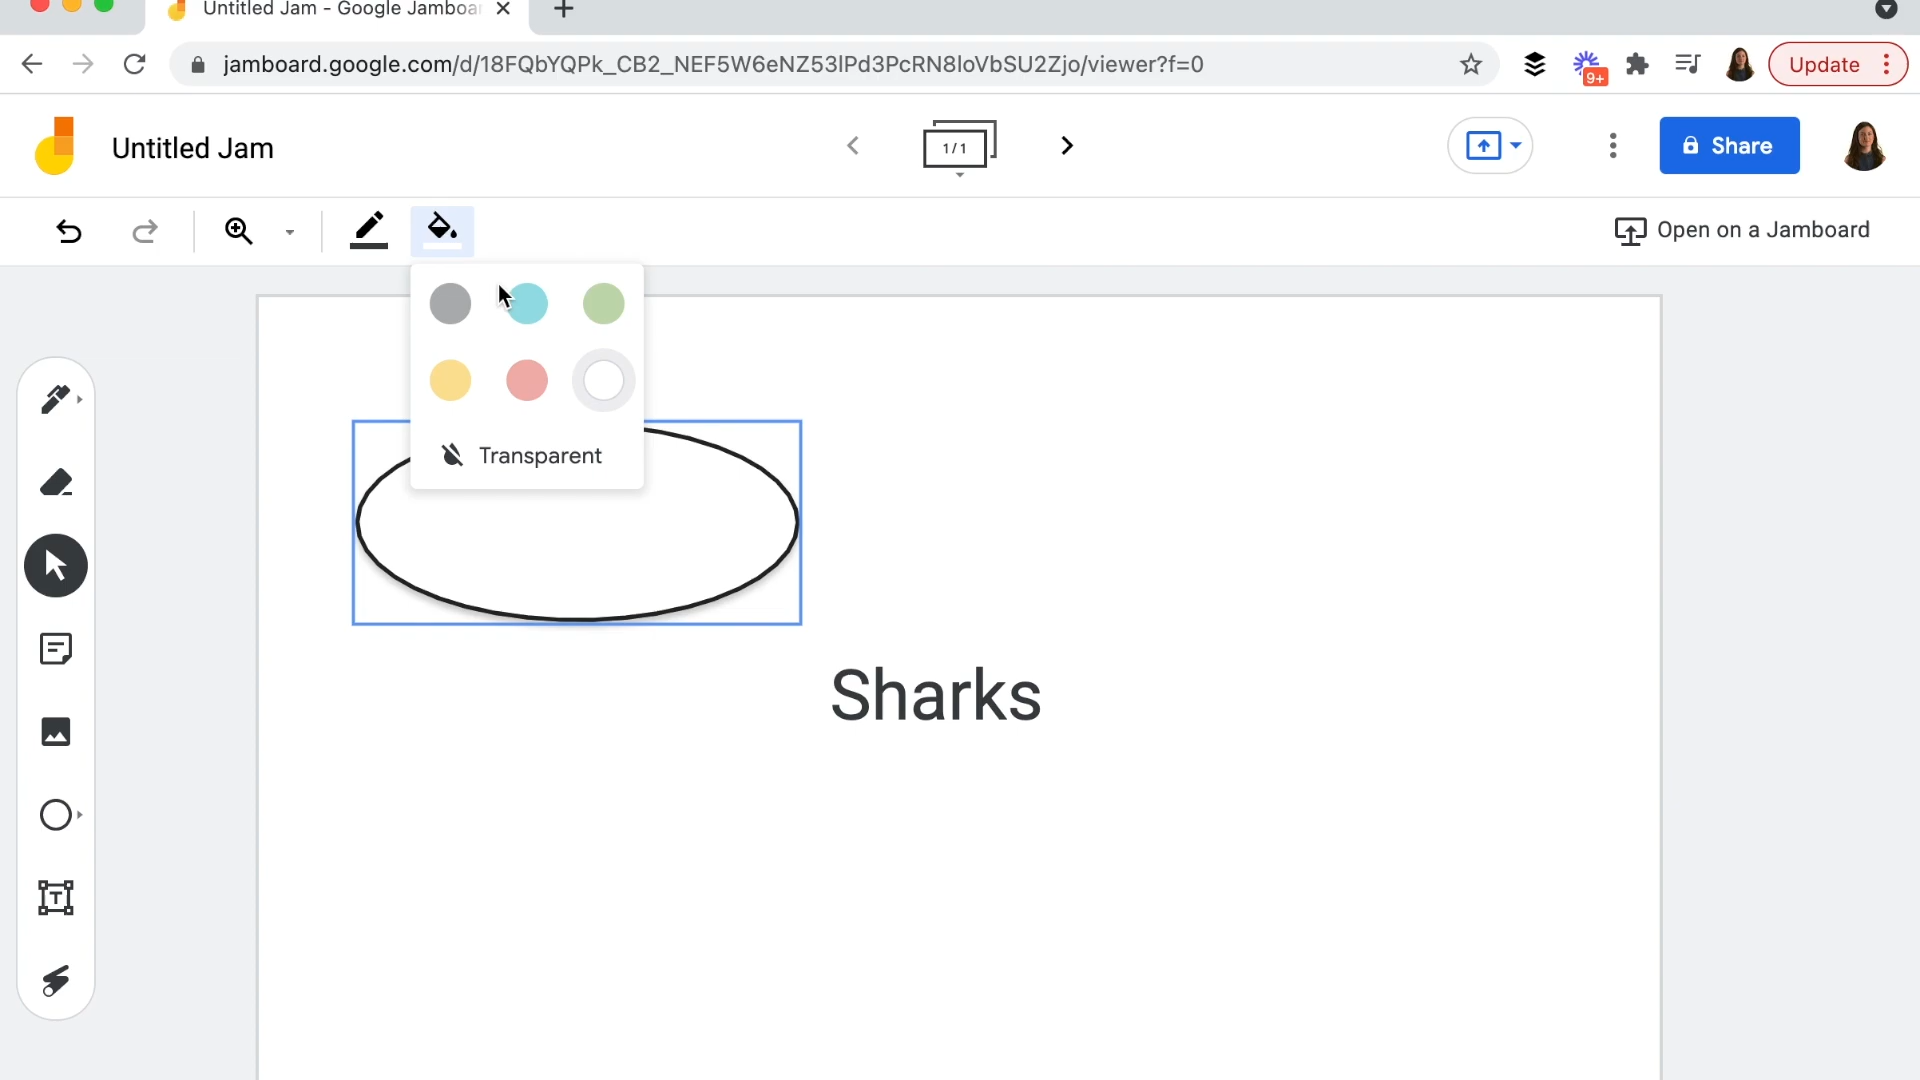 Untitled Jam - Google Jamboar
jamboard.google.com/d/18FQbYQPk_CB2_NEF5W6eNZ53IPd3PcRN8IoVbSU2Zjo/viewer?f=0
9+
Update
Untitled Jam
1/1
Share
Open on a Jamboard
Transparent
Sharks